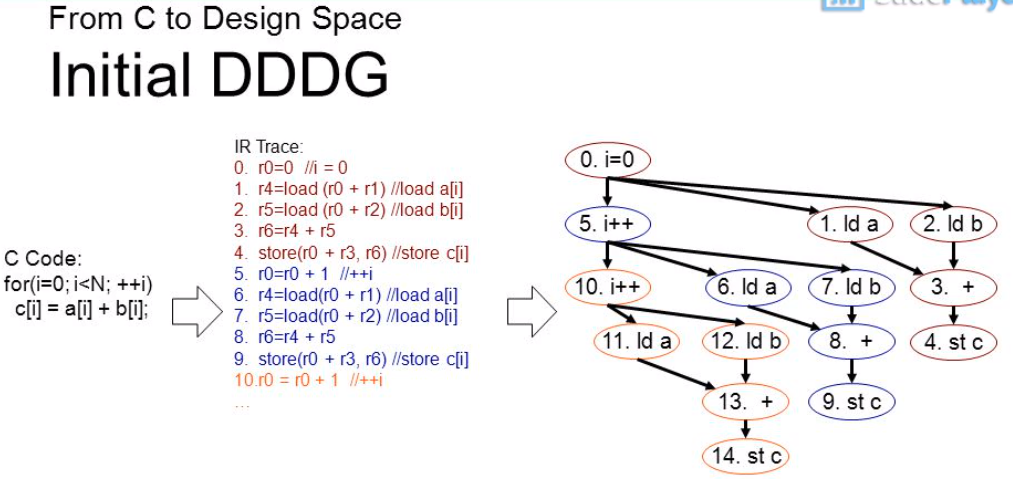 From C to Design Space
Initial DDDG
IR Trace:
0. r0=0 //i = 0
1. r4=load (r0 + r1) //load a[i]
2. r5=load (r0 + r2) //load b[i]
3. r6=r4 + r5
4. store(r0 + r3, r6) //store c[i]
5. r0=r0 + 1 //++i
6. r4=load(r0 + r1) //load a[i]
7. r5=load(r0 + r2) //load b[i]
8. r6=r4 + r5
9. store(r0 + r3, r6) //store c[i]
10.r0 = r0 + 1 //++i
...
C Code:
for(i=0; i<N; ++i)
c[i] = a[i] + b[i];
0. i=0
5. i++
1. ld a
2. ld b
10. i++
6. ld a
7. ld b
3. +
11. ld a
12. ld b
8. +
4. st c
13. +
9. st c
14. st c